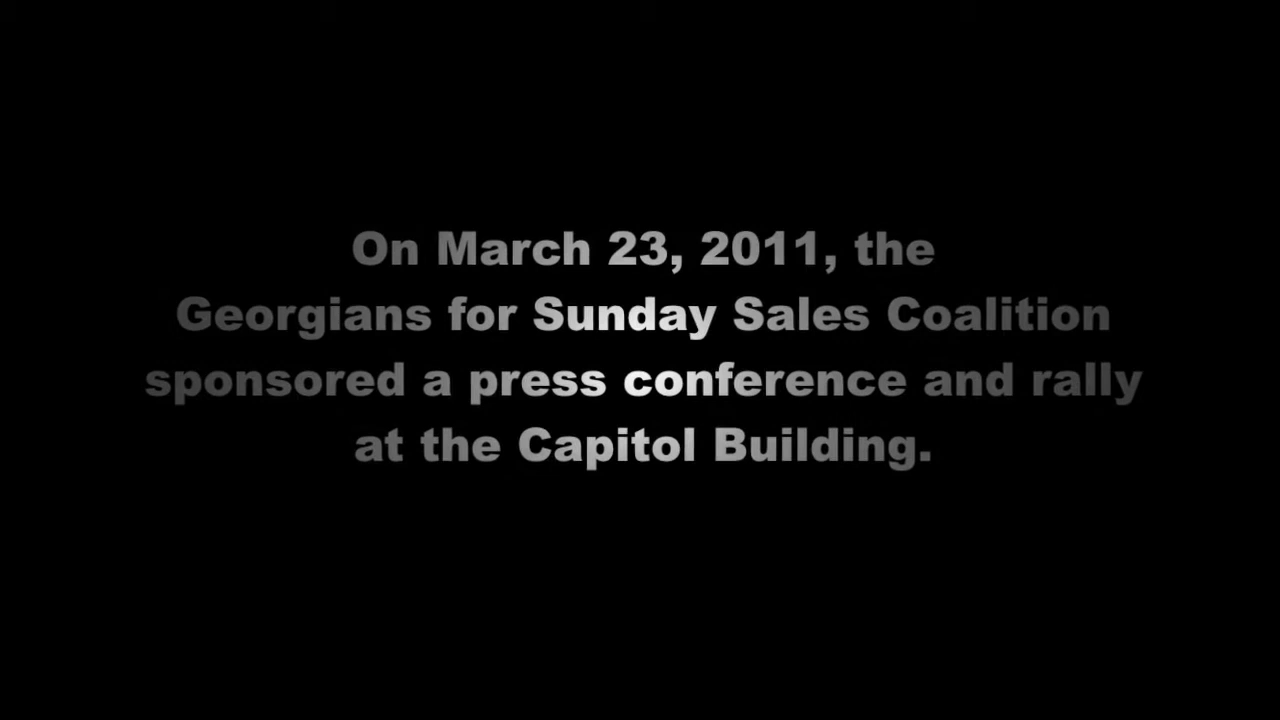 On March 23, 2011, the
Georgians for Sunday Sales Coalition
sponsored a press conference and rally
at the Capitol Building.